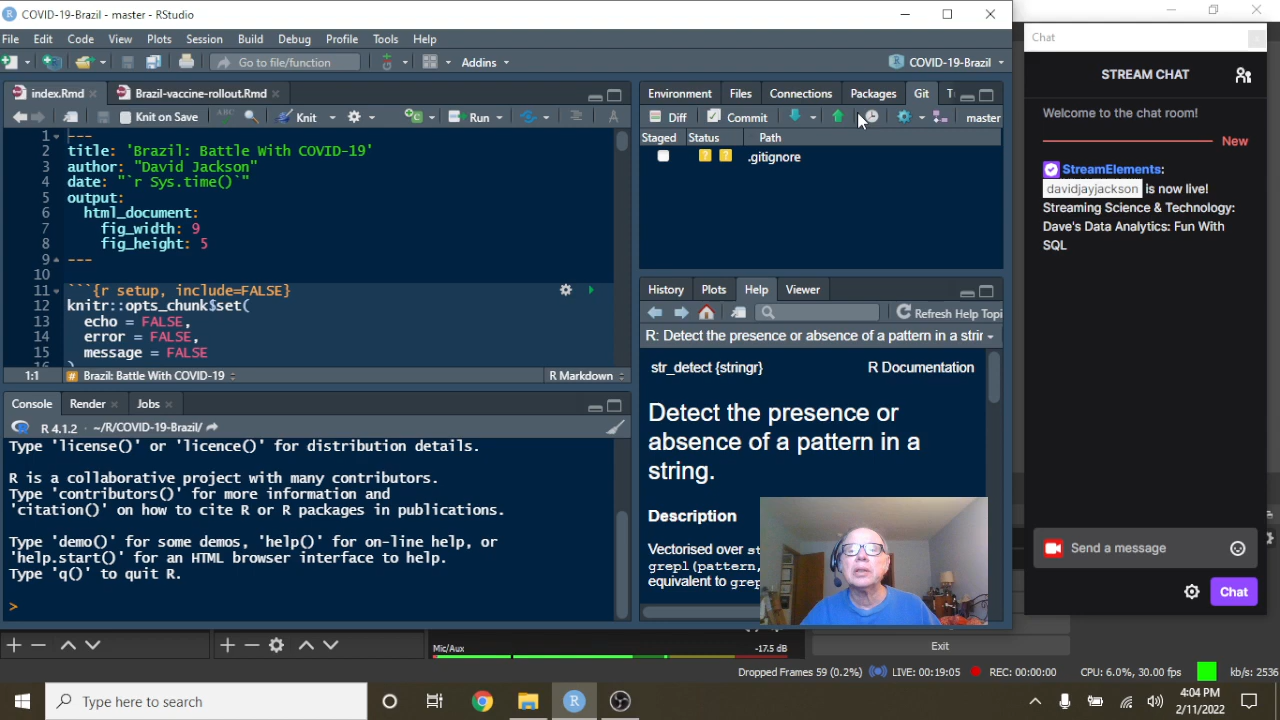 COVID-19-Brazil - master - RStudio
File Edit Code View Plots Session Build Debug Profile Tools Help
Go to file/function
Addins
COVID-19-Brazil
index.Rmd
Brazil-vaccine-rollout.Rmd
Knit on Save
ABC
Knit
Run
1 ---
2 title: 'Brazil: Battle With COVID-19'
3 author: "David Jackson"
4 date: "`r Sys.time()`"
5 output:
6 html_document:
7 fig_width: 9
8 fig_height: 5
9 ---
10
11 ```{r setup, include=FALSE}
12 knitr::opts_chunk$set(
13 echo = FALSE,
14 error = FALSE,
15 message = FALSE
16 )
1:1
# Brazil: Battle With COVID-19
R Markdown
Console Render Jobs
R 4.1.2 · ~/R/COVID-19-Brazil/
Type 'license()' or 'licence()' for distribution details.
R is a collaborative project with many contributors.
Type 'contributors()' for more information and
'citation()' on how to cite R or R packages in publications.
Type 'demo()' for some demos, 'help()' for on-line help, or
'help.start()' for an HTML browser interface to help.
Type 'q()' to quit R.
>
Environment Files Connections Packages Git T
Diff Commit master
Staged Status Path
? ? .gitignore
History Plots Help Viewer
Refresh Help Topi
R: Detect the presence or absence of a pattern in a strir
str_detect {stringr}
R Documentation
Detect the presence or
absence of a pattern in a
string.
Description
Vectorised over st
grepl(pattern,
equivalent to grep
Chat
STREAM CHAT
Welcome to the chat room!
New
StreamElements:
davidjayjackson is now live!
Streaming Science & Technology:
Dave's Data Analytics: Fun With
SQL
Send a message
Chat
Mic/Aux
-17.5 dB
Exit
Dropped Frames 59 (0.2%)
LIVE: 00:19:05
REC: 00:00:00
CPU: 6.0%, 30.00 fps
kb/s: 2536
Type here to search
4:04 PM
2/11/2022